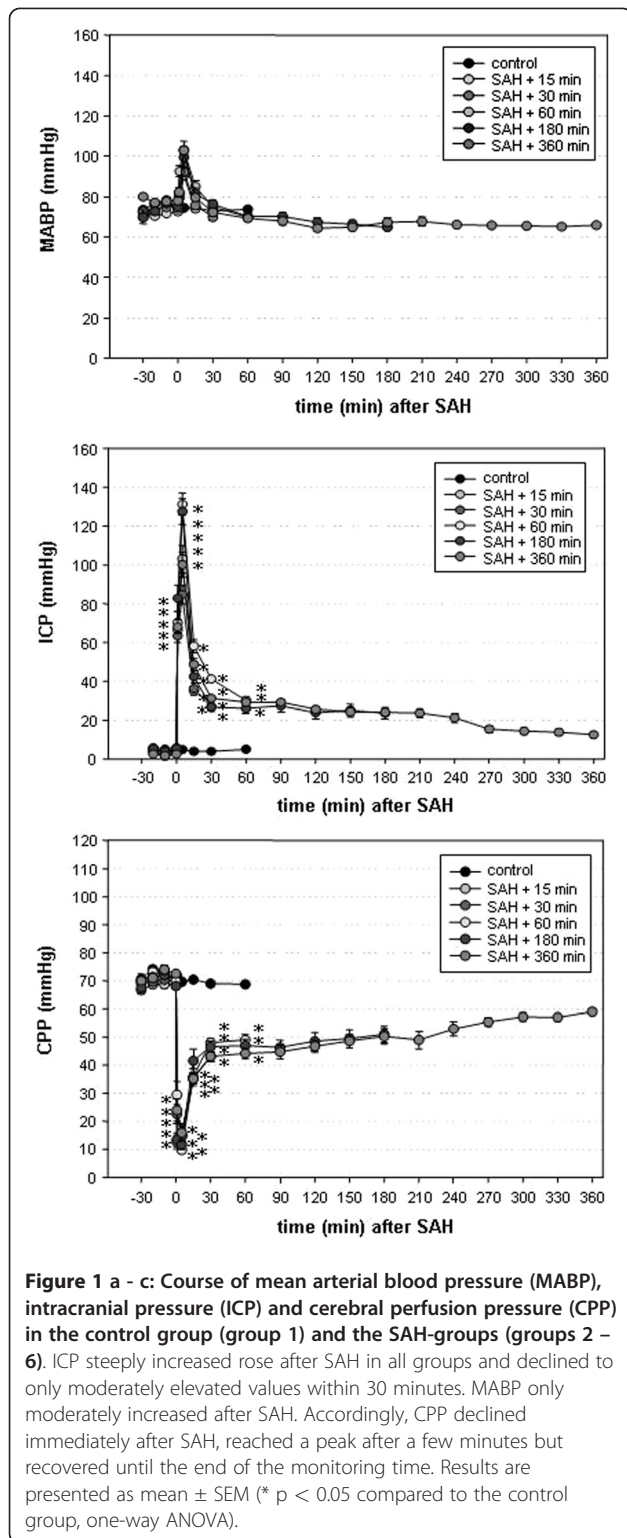 160
140
120
100
80
60
40
20
0
MABP (mmHg)
control
SAH + 15 min
SAH + 30 min
SAH + 60 min
SAH + 180 min
SAH + 360 min
-30 0 30 60 90 120 150 180 210 240 270 300 330 360
time (min) after SAH
160
140
120
100
80
60
40
20
0
ICP (mmHg)
control
SAH + 15 min
SAH + 30 min
SAH + 60 min
SAH + 180 min
SAH + 360 min
*****
****
*****
****
***
-30 0 30 60 90 120 150 180 210 240 270 300 330 360
time (min) after SAH
120
110
100
90
80
70
60
50
40
30
20
10
0
CPP (mmHg)
control
SAH + 15 min
SAH + 30 min
SAH + 60 min
SAH + 180 min
SAH + 360 min
*****
*****
*****
****
***
-30 0 30 60 90 120 150 180 210 240 270 300 330 360
time (min) after SAH
Figure 1 a - c: Course of mean arterial blood pressure (MABP),
intracranial pressure (ICP) and cerebral perfusion pressure (CPP)
in the control group (group 1) and the SAH-groups (groups 2 –
6). ICP steeply increased rose after SAH in all groups and declined to
only moderately elevated values within 30 minutes. MABP only
moderately increased after SAH. Accordingly, CPP declined
immediately after SAH, reached a peak after a few minutes but
recovered until the end of the monitoring time. Results are
presented as mean ± SEM (* p < 0.05 compared to the control
group, one-way ANOVA).